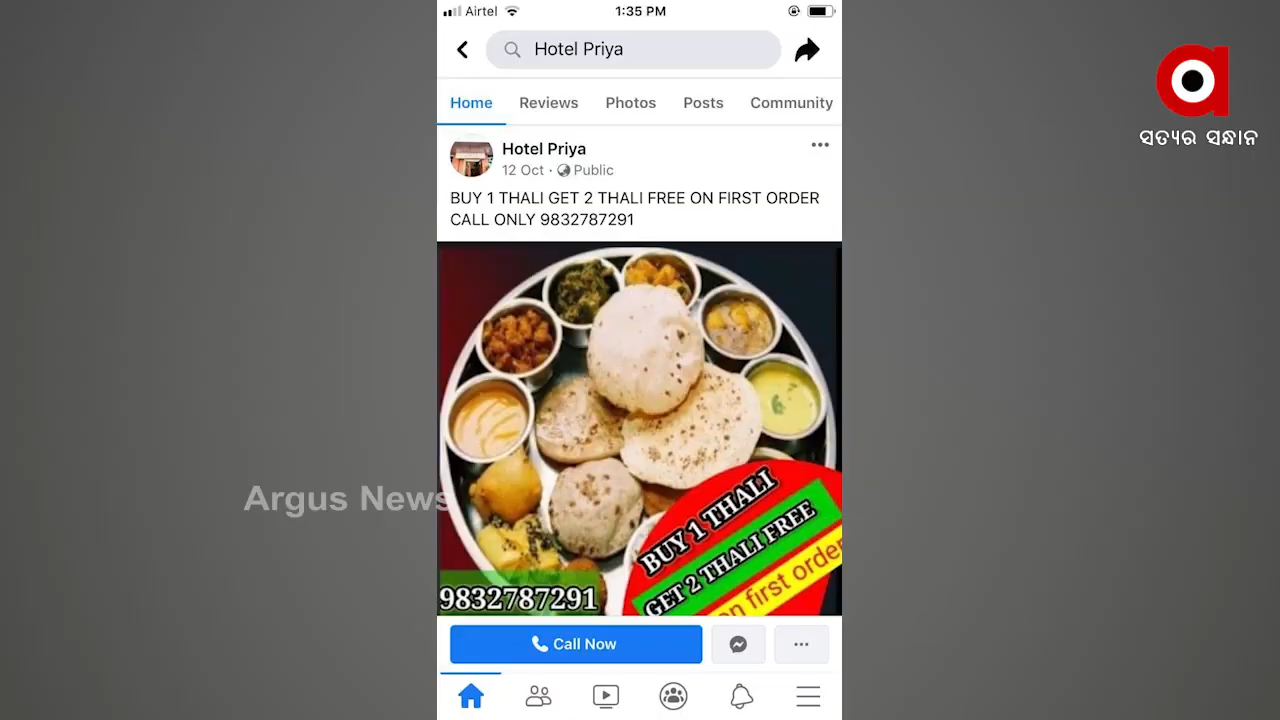 Airtel
1:35 PM
Hotel Priya
Home Reviews Photos Posts Community
Hotel Priya
12 Oct · Public
BUY 1 THALI GET 2 THALI FREE ON FIRST ORDER
CALL ONLY 9832787291
BUY 1 THALI
GET 2 THALI FREE
on first order
9832787291
Call Now
Argus News
ସତ୍ୟର ସନ୍ଧାନ